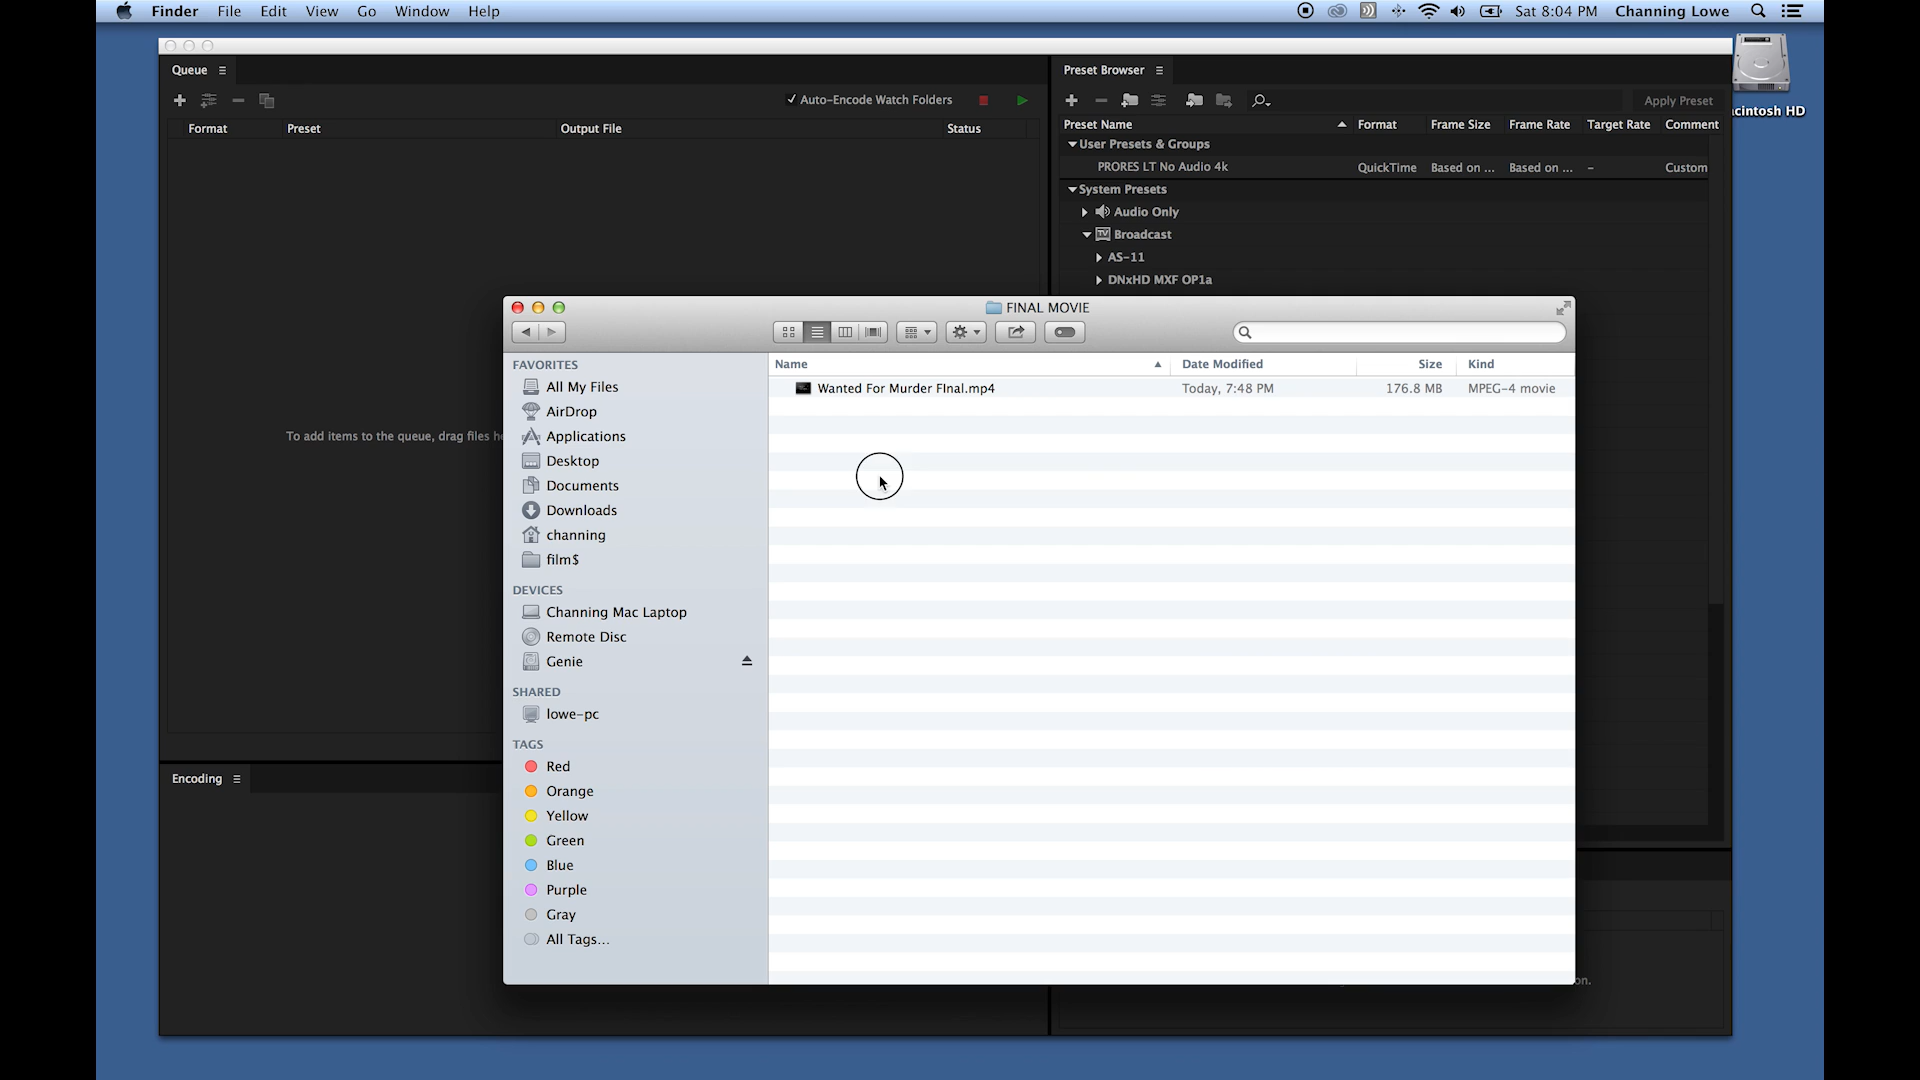 Finder File Edit View Go Window Help Sat 8:04 PM Channing Lowe
Macintosh HD
Queue
Auto-Encode Watch Folders
Format Preset Output File Status
To add items to the queue, drag files he
Encoding
Preset Browser
Apply Preset
Preset Name Format Frame Size Frame Rate Target Rate Comment
User Presets & Groups
PRORES LT No Audio 4k QuickTime Based on ... Based on ... – Custom
System Presets
Audio Only
Broadcast
AS-11
DNxHD MXF OP1a
on.
FINAL MOVIE
FAVORITES
All My Files
AirDrop
Applications
Desktop
Documents
Downloads
channing
film$
DEVICES
Channing Mac Laptop
Remote Disc
Genie
SHARED
lowe-pc
TAGS
Red
Orange
Yellow
Green
Blue
Purple
Gray
All Tags...
Name Date Modified Size Kind
Wanted For Murder FInal.mp4 Today, 7:48 PM 176.8 MB MPEG-4 movie